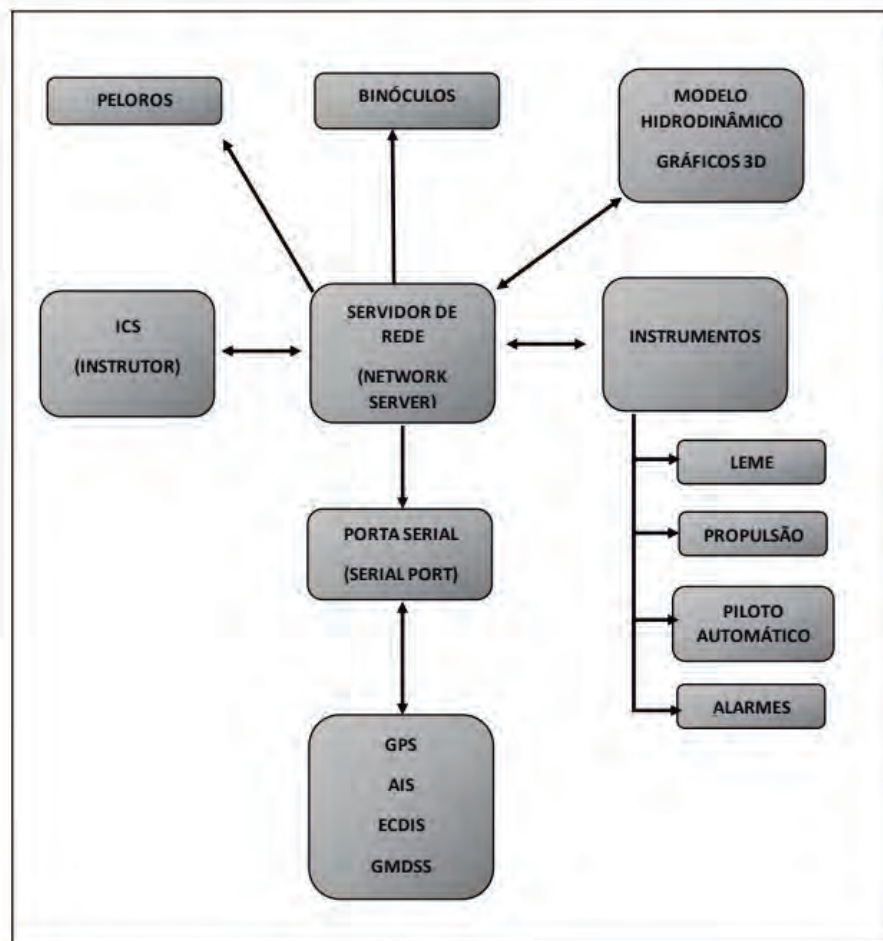 PELOROS
BINÓCULOS
MODELO
HIDRODINÂMICO
GRÁFICOS 3D
ICS
(INSTRUTOR)
SERVIDOR DE
REDE
(NETWORK
SERVER)
INSTRUMENTOS
LEME
PORTA SERIAL
(SERIAL PORT)
PROPULSÃO
PILOTO
AUTOMÁTICO
ALARMES
GPS
AIS
ECDIS
GMDSS